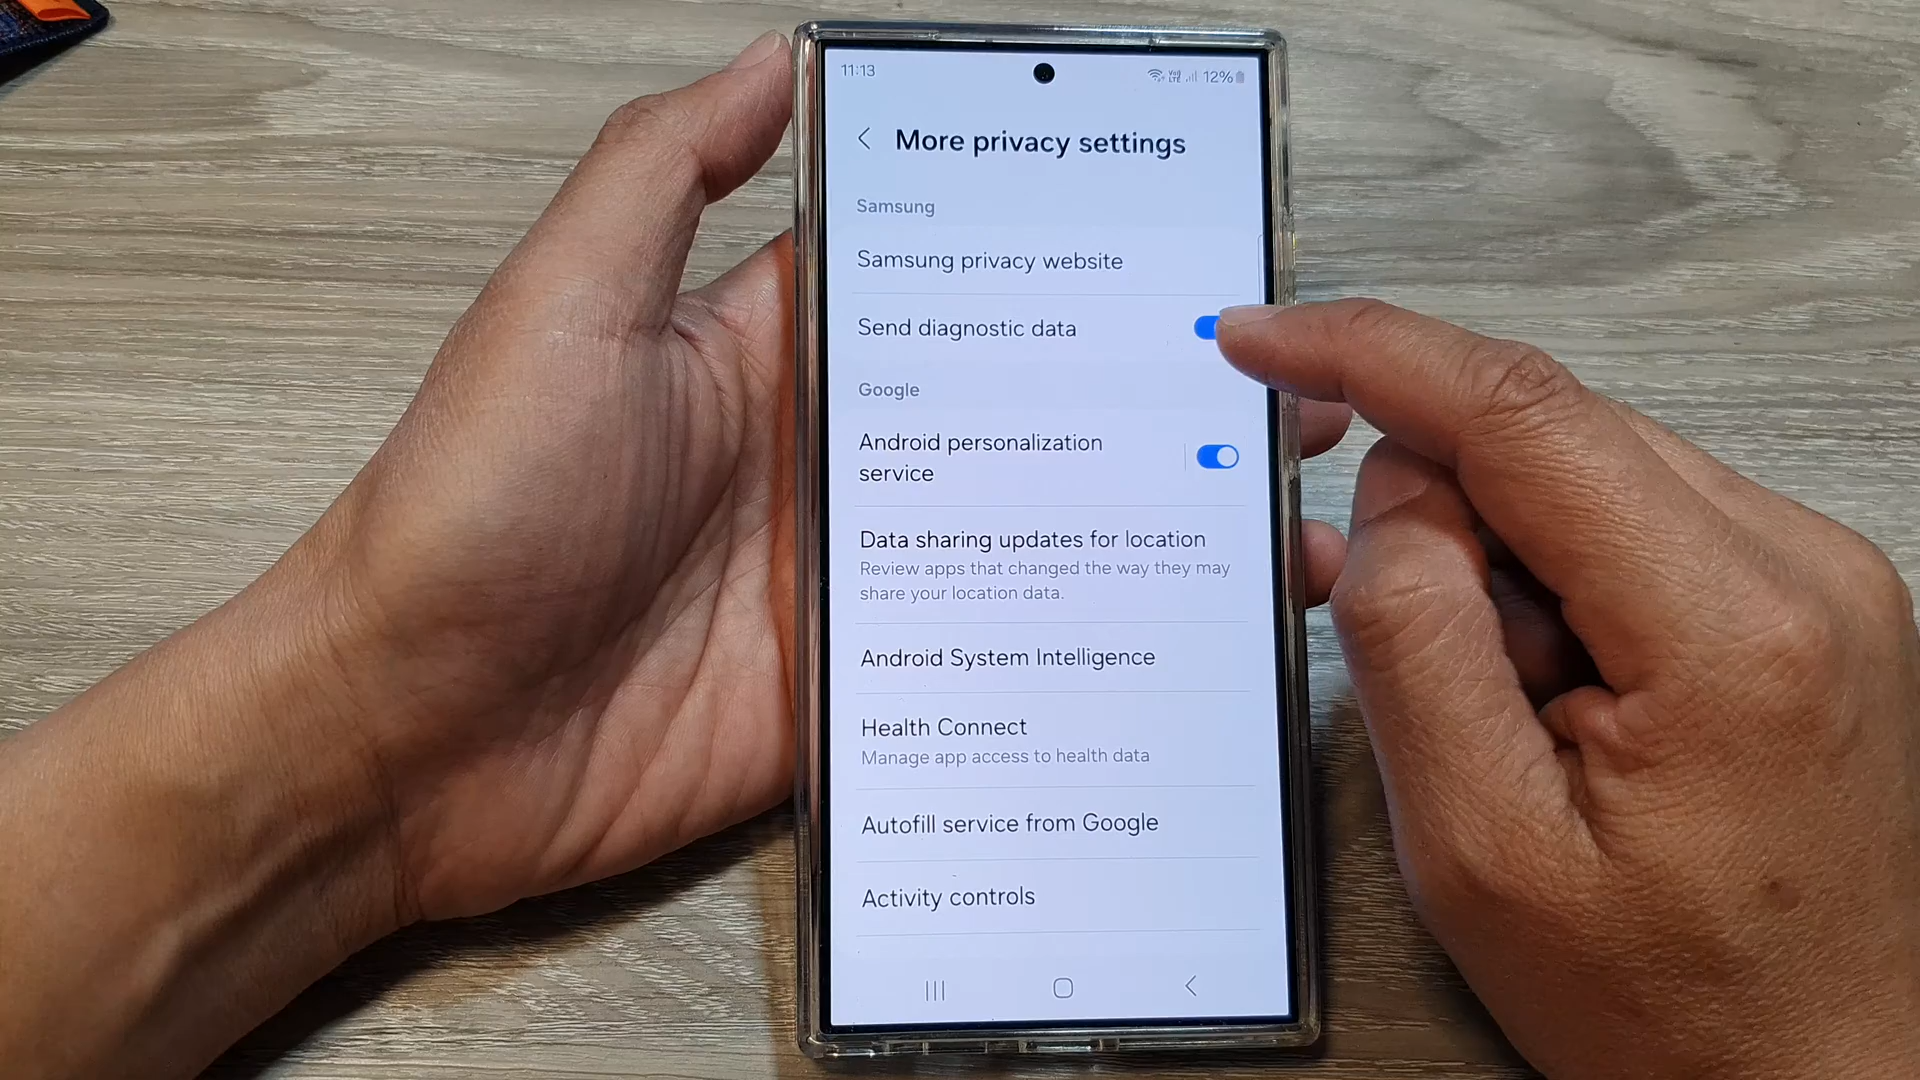 11:13
Vo) LTE 12%
More privacy settings
Samsung
Samsung privacy website
Send diagnostic data
Google
Android personalization
service
Data sharing updates for location
Review apps that changed the way they may
share your location data.
Android System Intelligence
Health Connect
Manage app access to health data
Autofill service from Google
Activity controls